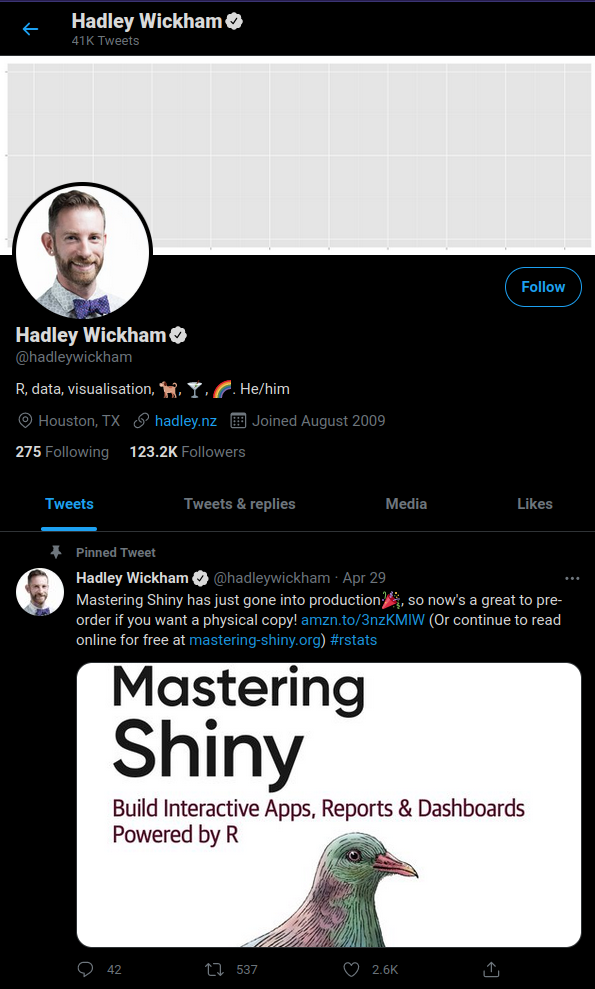 Hadley Wickham
41K Tweets
Follow
Hadley Wickham
@hadleywickham
R, data, visualisation, 🐕, 🍸, 🌈. He/him
Houston, TX hadley.nz Joined August 2009
275 Following 123.2K Followers
Tweets Tweets & replies Media Likes
Pinned Tweet
Hadley Wickham @hadleywickham · Apr 29
Mastering Shiny has just gone into production🎉, so now's a great to pre-
order if you want a physical copy! amzn.to/3nzKMIW (Or continue to read
online for free at mastering-shiny.org) #rstats
Mastering
Shiny
Build Interactive Apps, Reports & Dashboards
Powered by R
42 537 2.6K